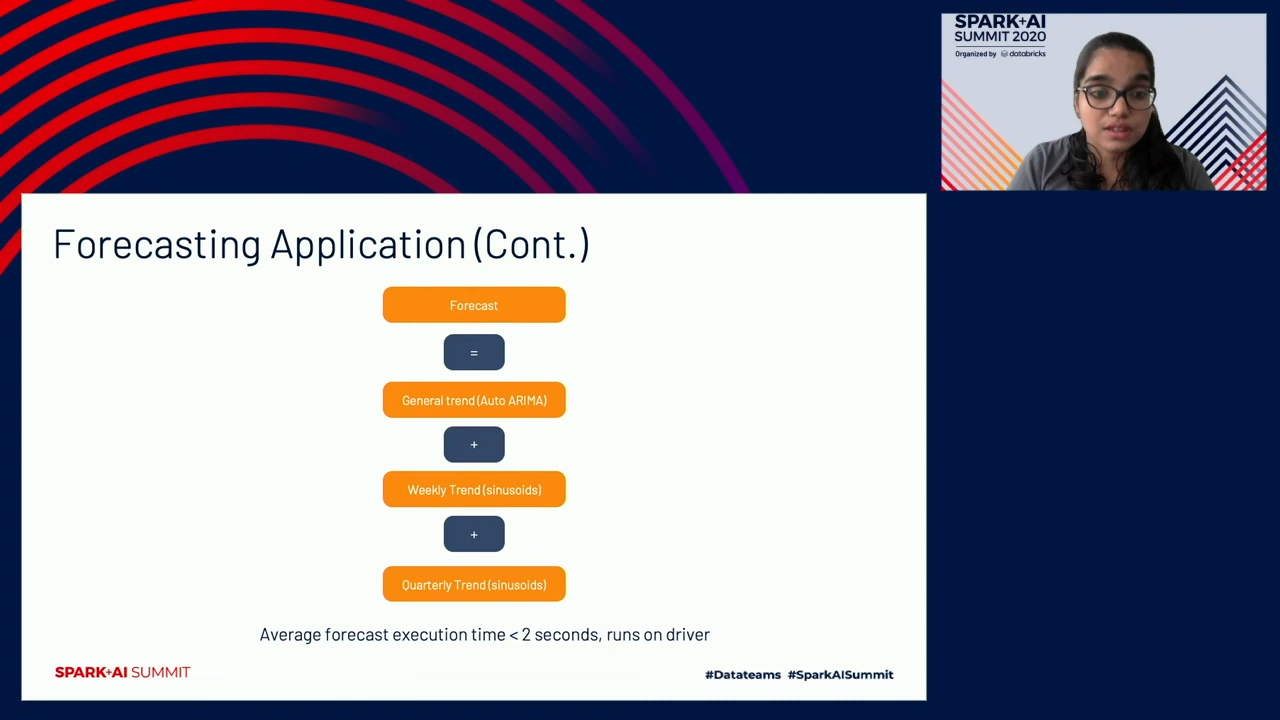 SPARK+AI
SUMMIT 2020
Organized by databricks
Forecasting Application (Cont.)
Forecast
=
General trend (Auto ARIMA)
+
Weekly Trend (sinusoids)
+
Quarterly Trend (sinusoids)
Average forecast execution time < 2 seconds, runs on driver
SPARK+AI SUMMIT
#Datateams #SparkAISummit